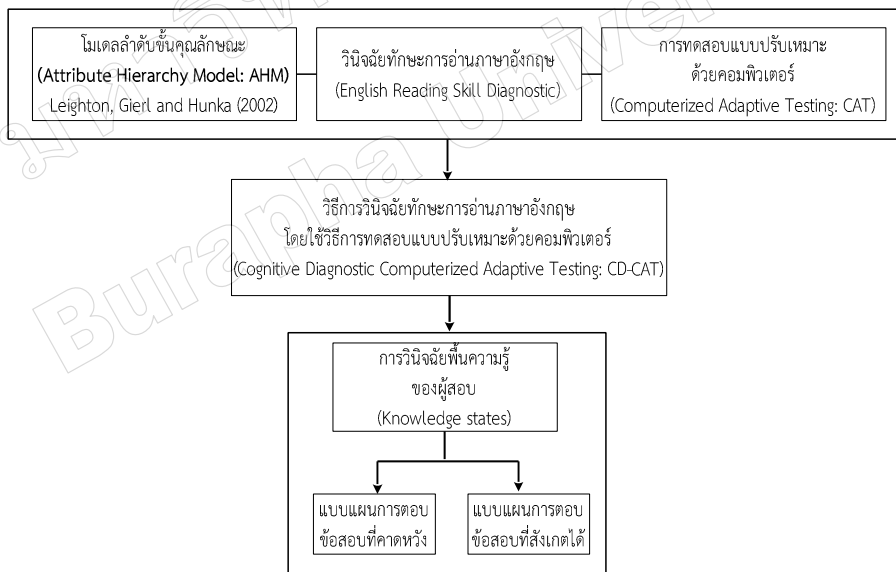 โมเดลลำดับขั้นคุณลักษณะ
(Attribute Hierarchy Model: AHM)
Leighton, Gierl and Hunka (2002)
วินิจฉัยทักษะการอ่านภาษาอังกฤษ
(English Reading Skill Diagnostic)
การทดสอบแบบปรับเหมาะ
ด้วยคอมพิวเตอร์
(Computerized Adaptive Testing: CAT)
วิธีการวินิจฉัยทักษะการอ่านภาษาอังกฤษ
โดยใช้วิธีการทดสอบแบบปรับเหมาะด้วยคอมพิวเตอร์
(Cognitive Diagnostic Computerized Adaptive Testing: CD-CAT)
การวินิจฉัยพื้นความรู้
ของผู้สอบ
(Knowledge states)
แบบแผนการตอบ
ข้อสอบที่คาดหวัง
แบบแผนการตอบ
ข้อสอบที่สังเกตได้
Burapha Univer